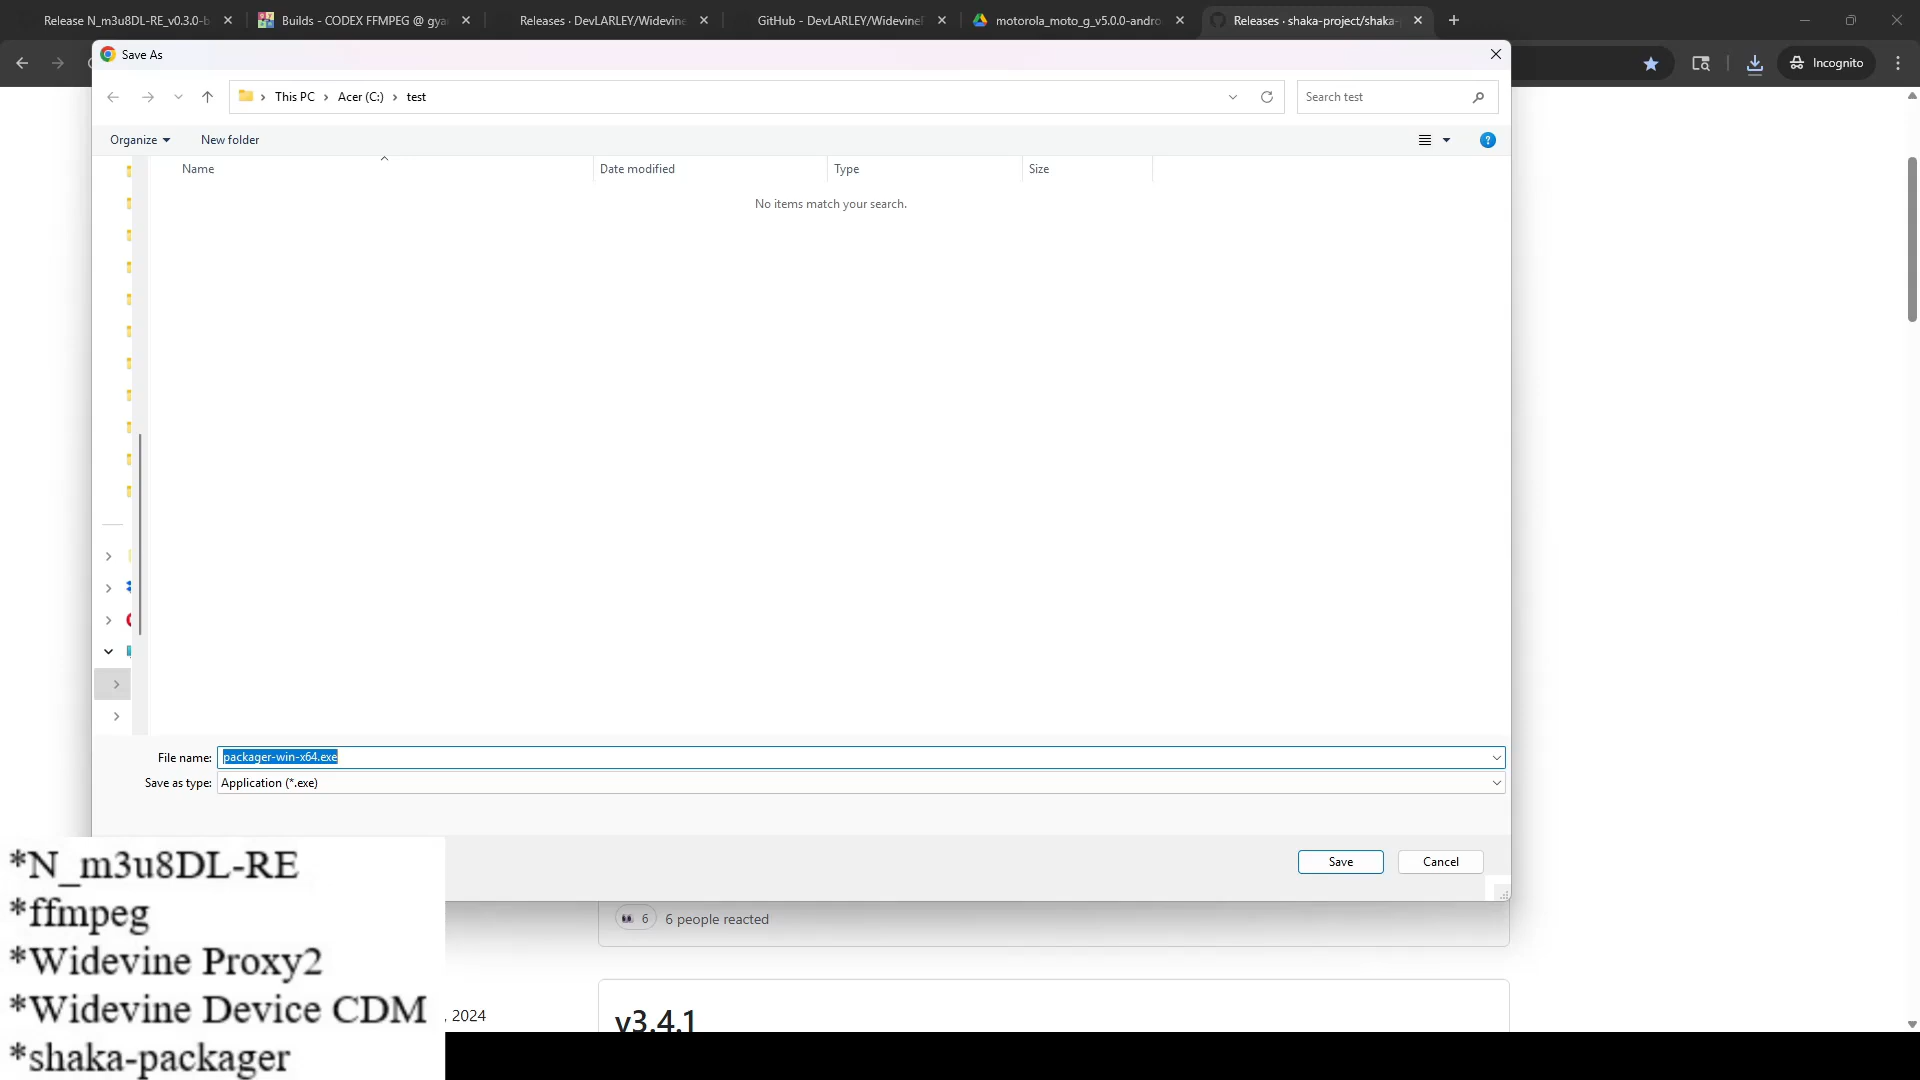 Release N_m3u8DL-RE_v0.3.0-b
Builds - CODEX FFMPEG @ gya
Releases · DevLARLEY/Widevine
GitHub - DevLARLEY/Widevinel
motorola_moto_g_v5.0.0-andro
Releases · shaka-project/shaka-
Incognito
Save As
This PC > Acer (C:) > test
Search test
Organize
New folder
Name
Date modified
Type
Size
No items match your search.
File name: packager-win-x64.exe
Save as type: Application (*.exe)
Save
Cancel
6
6 people reacted
, 2024
v3.4.1
*N_m3u8DL-RE
*ffmpeg
*Widevine Proxy2
*Widevine Device CDM
*shaka-packager